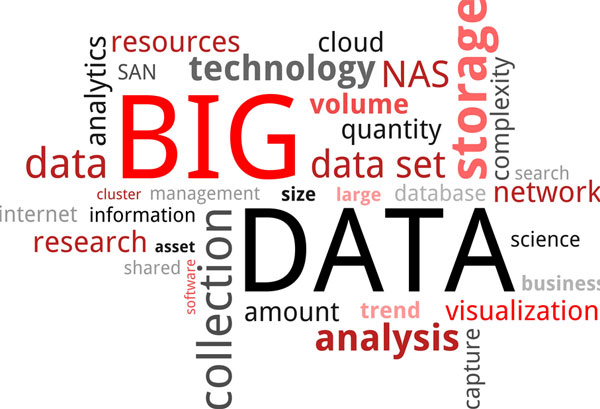 resources
cloud
analytics
SAN
technology
NAS
storage
complexity
volume
quantity
BIG
data
data set
search
cluster
management
size
large
database
network
internet
information
research
asset
DATA
science
shared
software
collection
business
amount
trend
visualization
analysis
capture